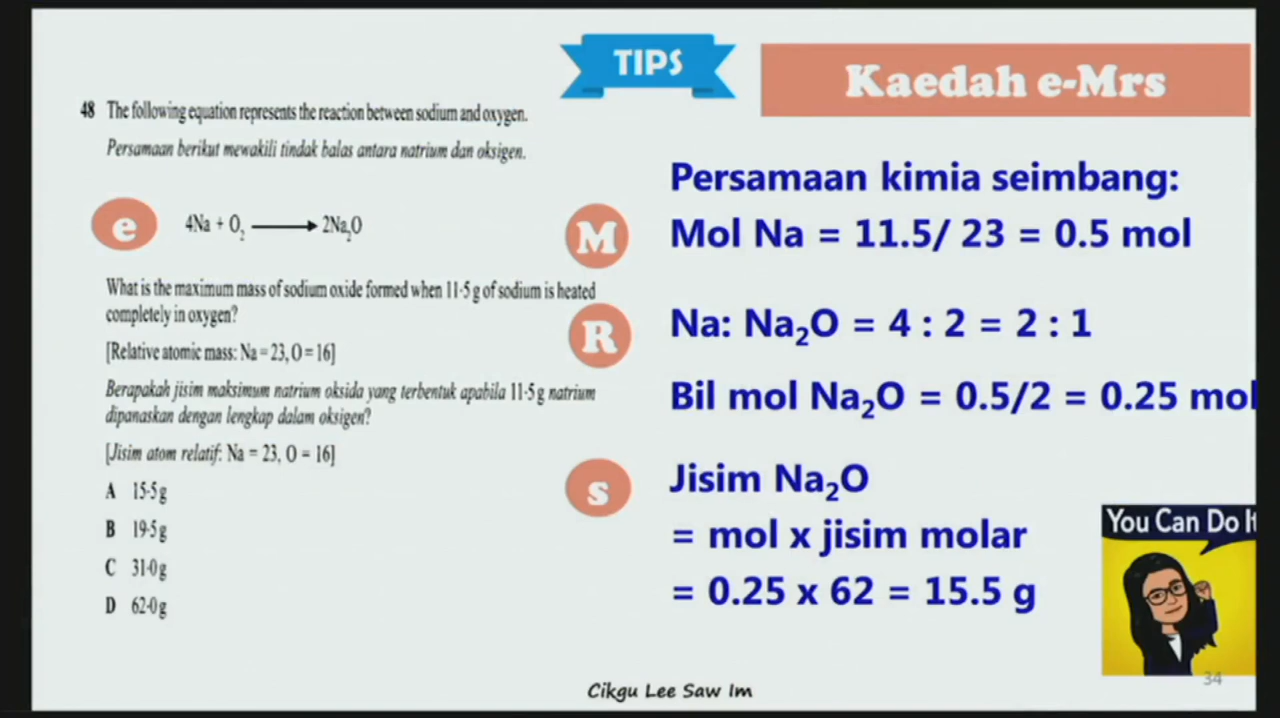 TIPS
Kaedah e-Mrs
48 The following equation represents the reaction between sodium and oxygen.
Persamaan berikut mewakili tindak balas antara natrium dan oksigen.
e
4Na + O₂ ⟶ 2Na₂O
What is the maximum mass of sodium oxide formed when 11·5 g of sodium is heated
completely in oxygen?
[Relative atomic mass: Na = 23, O = 16]
Berapakah jisim maksimum natrium oksida yang terbentuk apabila 11·5 g natrium
dipanaskan dengan lengkap dalam oksigen?
[Jisim atom relatif: Na = 23, O = 16]
A 15·5 g
B 19·5 g
C 31·0 g
D 62·0 g
Persamaan kimia seimbang:
M
Mol Na = 11.5/ 23 = 0.5 mol
R
Na: Na₂O = 4 : 2 = 2 : 1
Bil mol Na₂O = 0.5/2 = 0.25 mol
s
Jisim Na₂O
= mol x jisim molar
= 0.25 x 62 = 15.5 g
You Can Do It
Cikgu Lee Saw Im
34